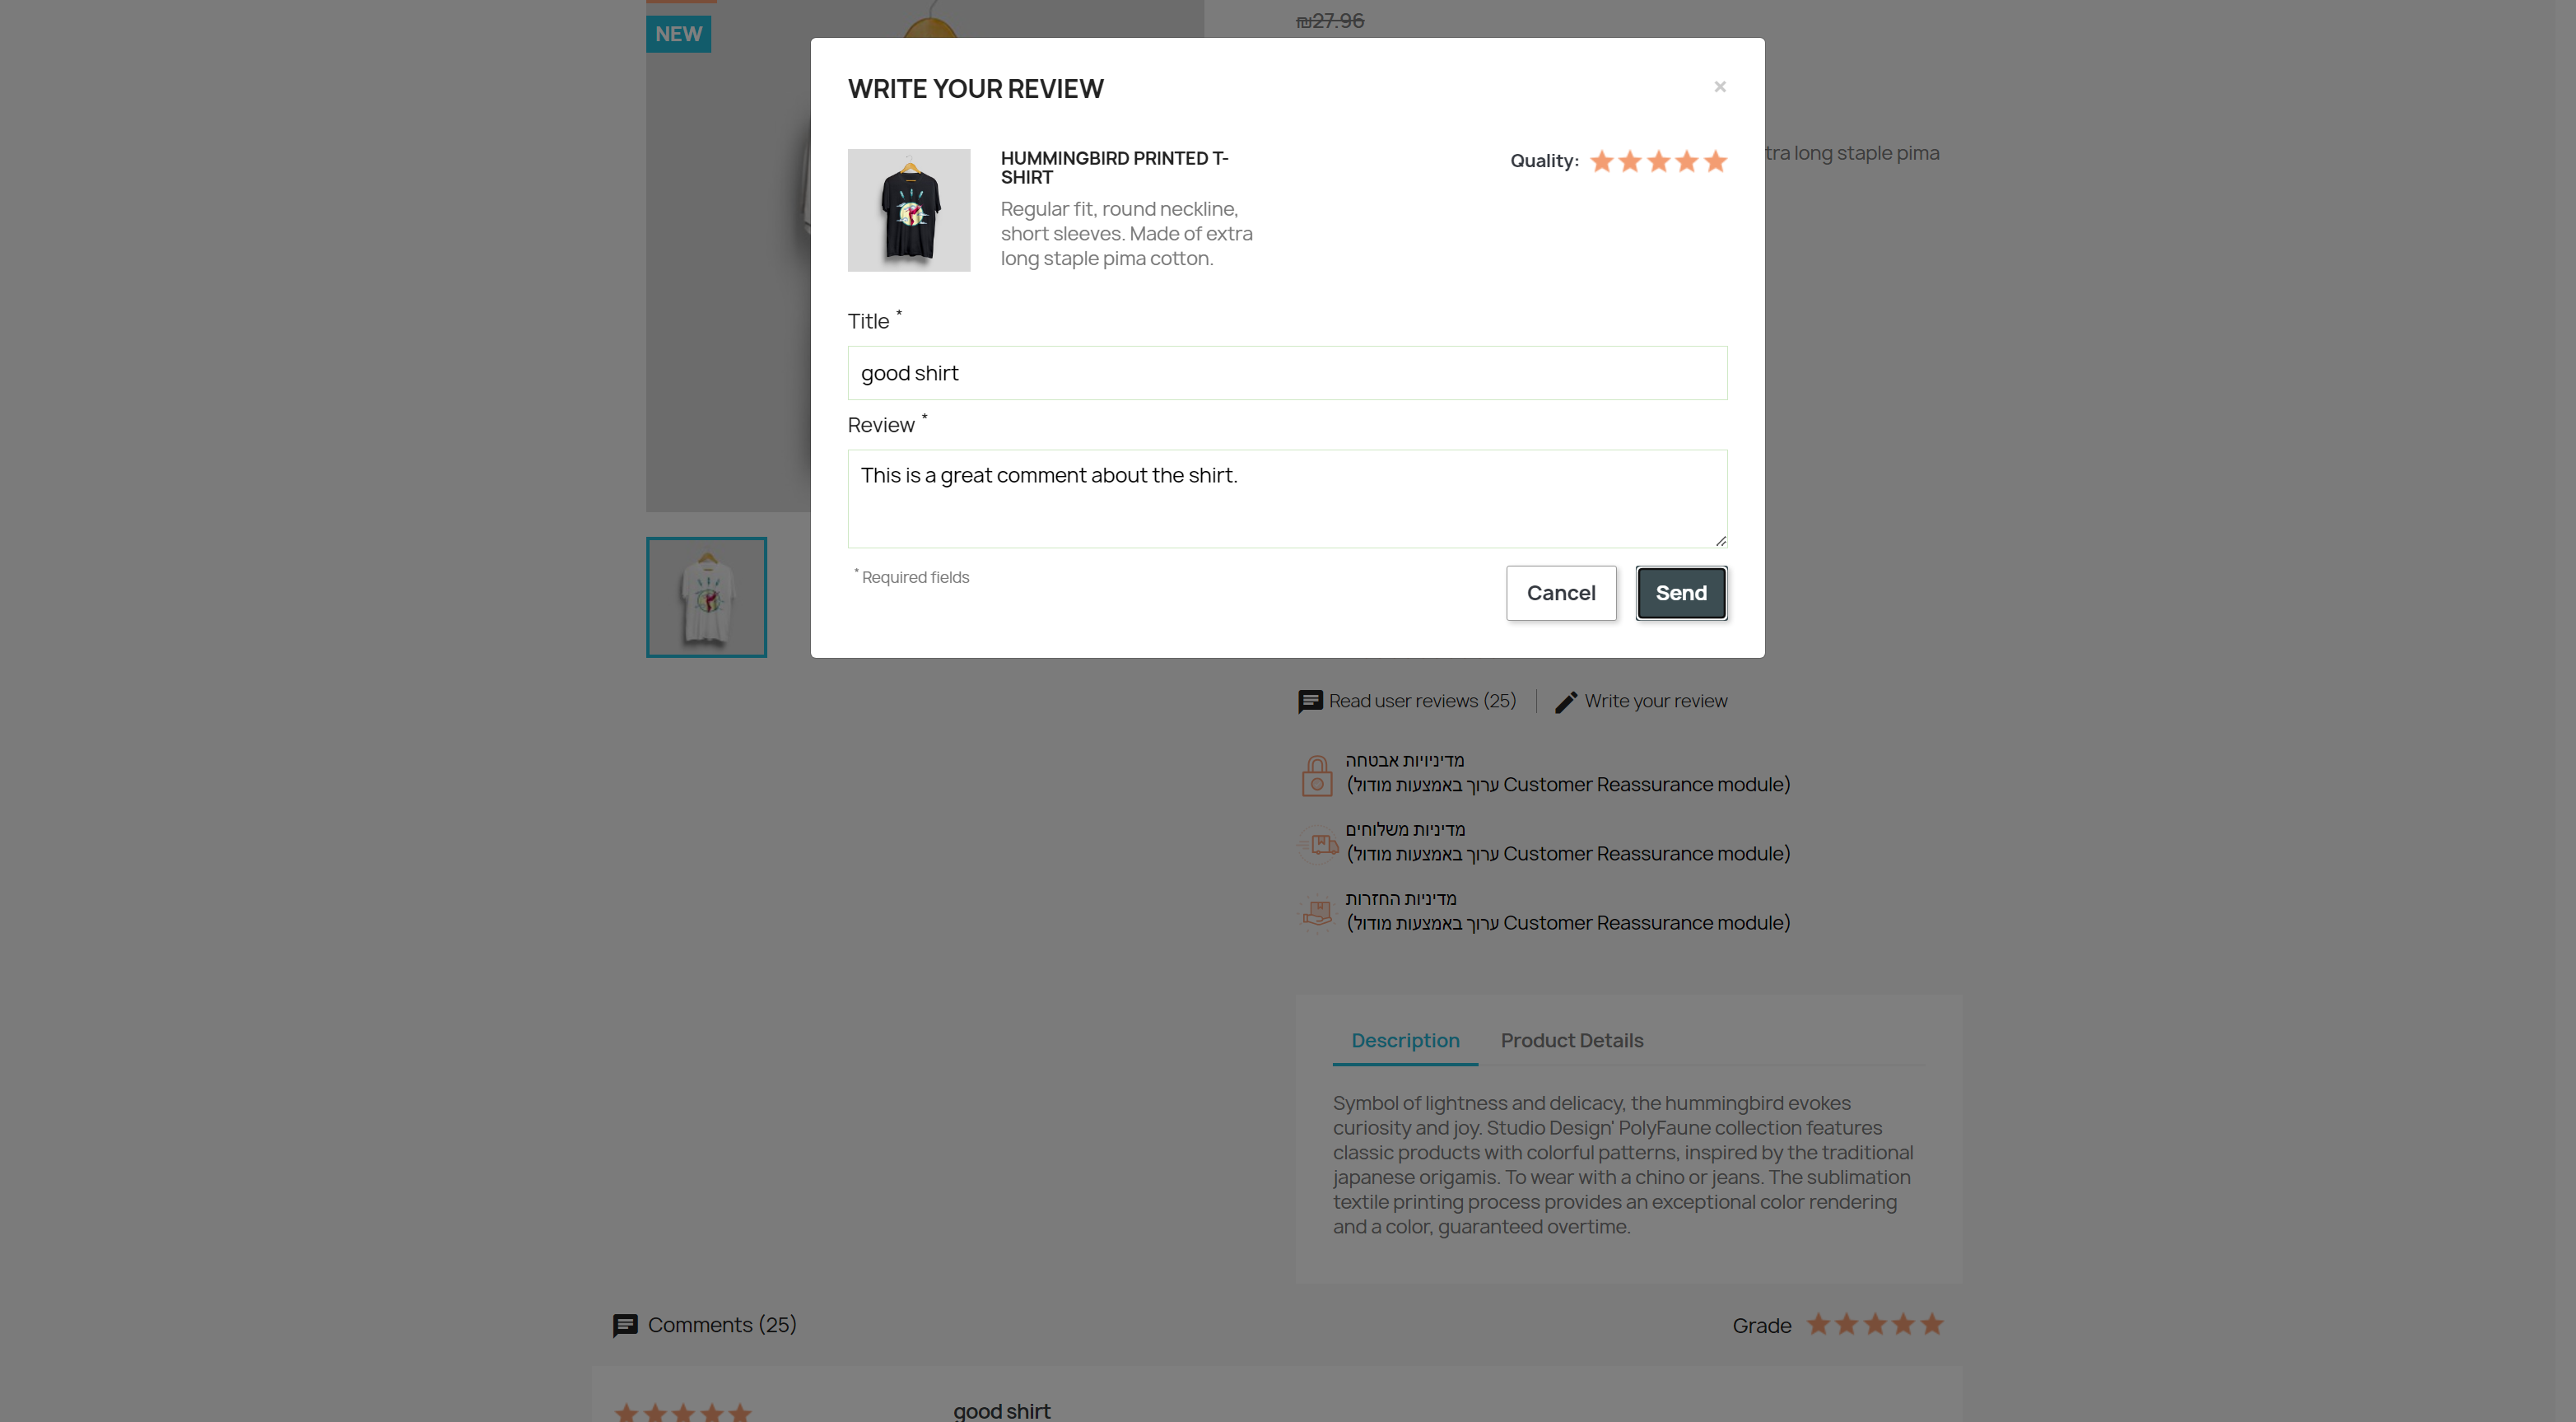 ₪27.96
NEW
WRITE YOUR REVIEW
×
HUMMINGBIRD PRINTED T-
SHIRT
Quality:
tra long staple pima
Regular fit, round neckline,
short sleeves. Made of extra
long staple pima cotton.
Title *
good shirt
Review *
This is a great comment about the shirt.
* Required fields
Cancel
Send
Read user reviews (25)
Write your review
מדיניויות אבטחה
(ערוך באמצעות מודול Customer Reassurance module)
מדיניות משלוחים
(ערוך באמצעות מודול Customer Reassurance module)
מדיניות החזרות
(ערוך באמצעות מודול Customer Reassurance module)
Description
Product Details
Symbol of lightness and delicacy, the hummingbird evokes
curiosity and joy. Studio Design' PolyFaune collection features
classic products with colorful patterns, inspired by the traditional
japanese origamis. To wear with a chino or jeans. The sublimation
textile printing process provides an exceptional color rendering
and a color, guaranteed overtime.
Comments (25)
Grade
good shirt